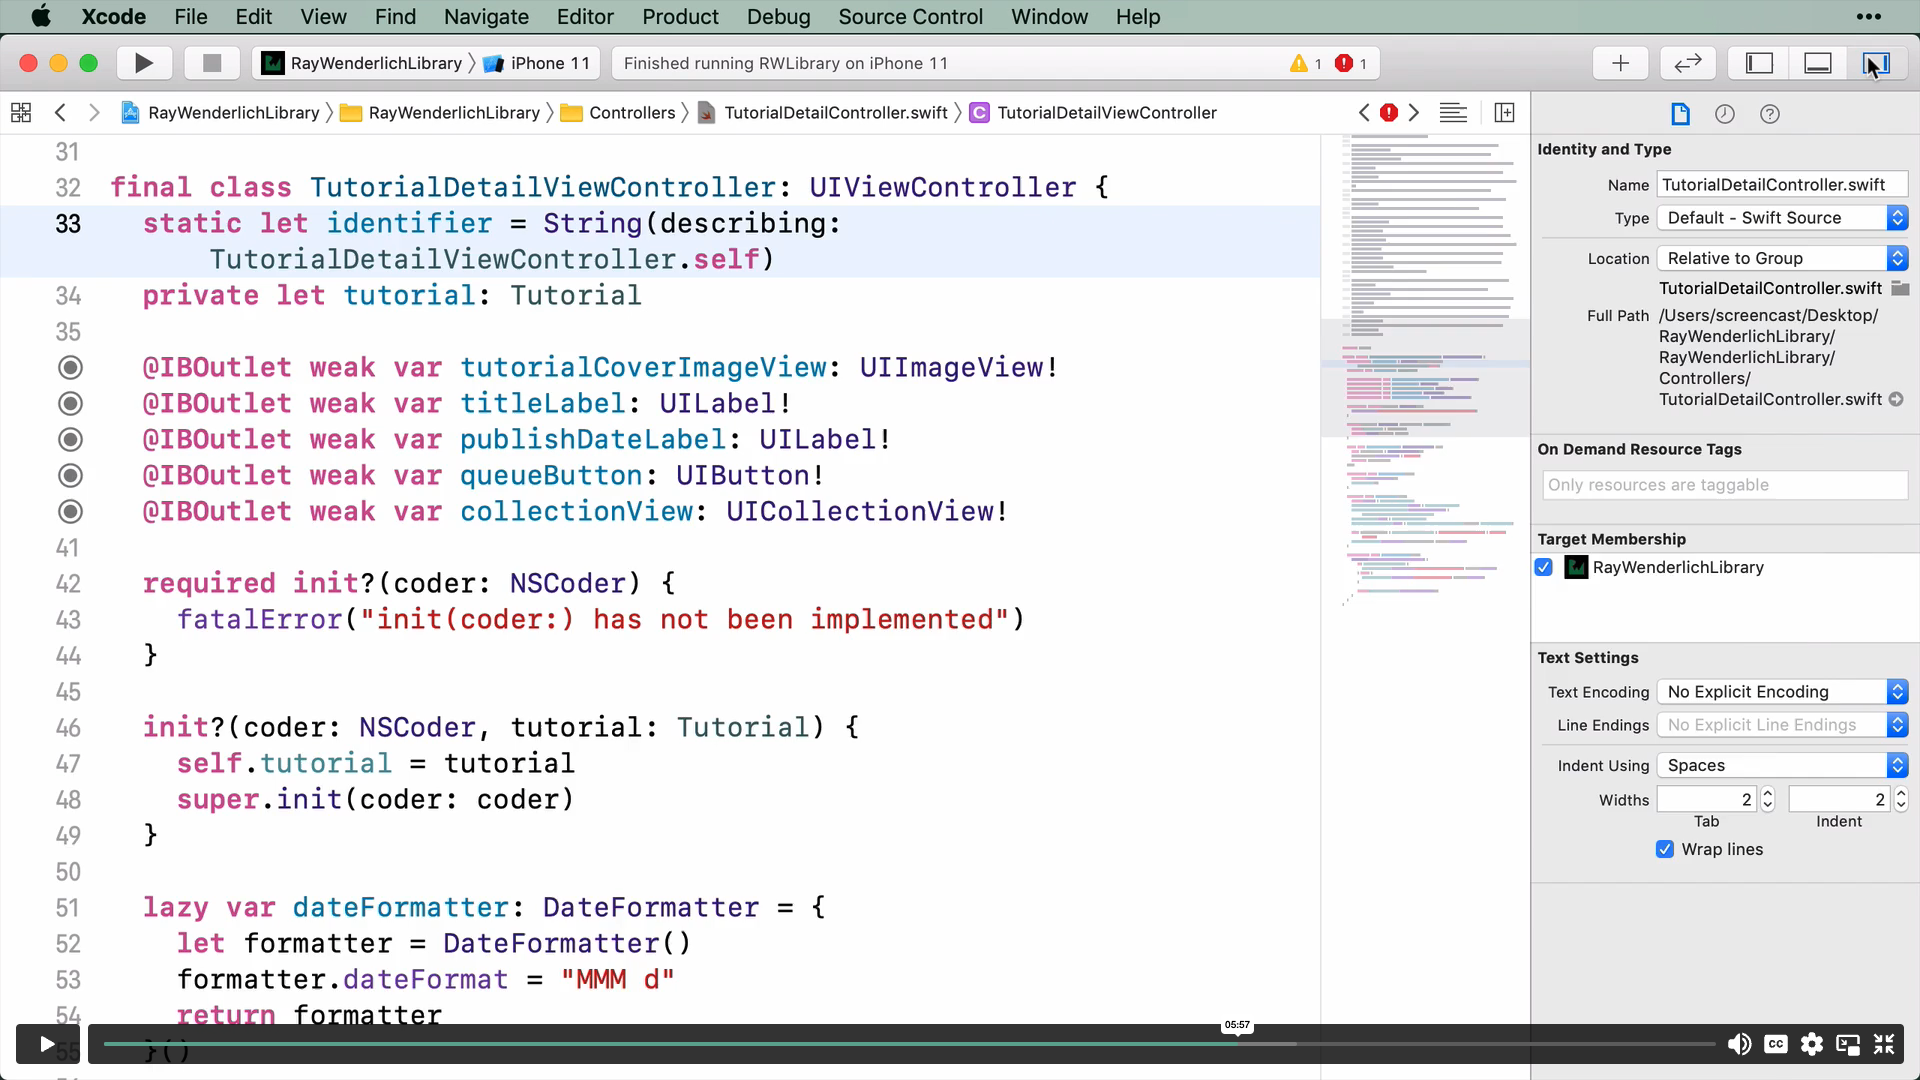 Xcode File Edit View Find Navigate Editor Product Debug Source Control Window Help
RayWenderlichLibrary iPhone 11 Finished running RWLibrary on iPhone 11 1 1
RayWenderlichLibrary RayWenderlichLibrary Controllers TutorialDetailController.swift C TutorialDetailViewController
31
32 final class TutorialDetailViewController: UIViewController {
33 static let identifier = String(describing:
TutorialDetailViewController.self)
34 private let tutorial: Tutorial
35
@IBOutlet weak var tutorialCoverImageView: UIImageView!
@IBOutlet weak var titleLabel: UILabel!
@IBOutlet weak var publishDateLabel: UILabel!
@IBOutlet weak var queueButton: UIButton!
@IBOutlet weak var collectionView: UICollectionView!
41
42 required init?(coder: NSCoder) {
43 fatalError("init(coder:) has not been implemented")
44 }
45
46 init?(coder: NSCoder, tutorial: Tutorial) {
47 self.tutorial = tutorial
48 super.init(coder: coder)
49 }
50
51 lazy var dateFormatter: DateFormatter = {
52 let formatter = DateFormatter()
53 formatter.dateFormat = "MMM d"
54 return formatter
55 }()
Identity and Type
Name TutorialDetailController.swift
Type Default - Swift Source
Location Relative to Group
TutorialDetailController.swift
Full Path /Users/screencast/Desktop/
RayWenderlichLibrary/
RayWenderlichLibrary/
Controllers/
TutorialDetailController.swift
On Demand Resource Tags
Only resources are taggable
Target Membership
RayWenderlichLibrary
Text Settings
Text Encoding No Explicit Encoding
Line Endings No Explicit Line Endings
Indent Using Spaces
Widths 2 2
Tab Indent
Wrap lines
05:57
CC